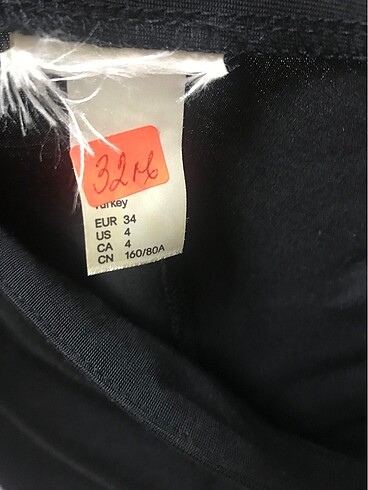 32 м
Turkey
EUR 34
US 4
CA 4
CN 160/80A